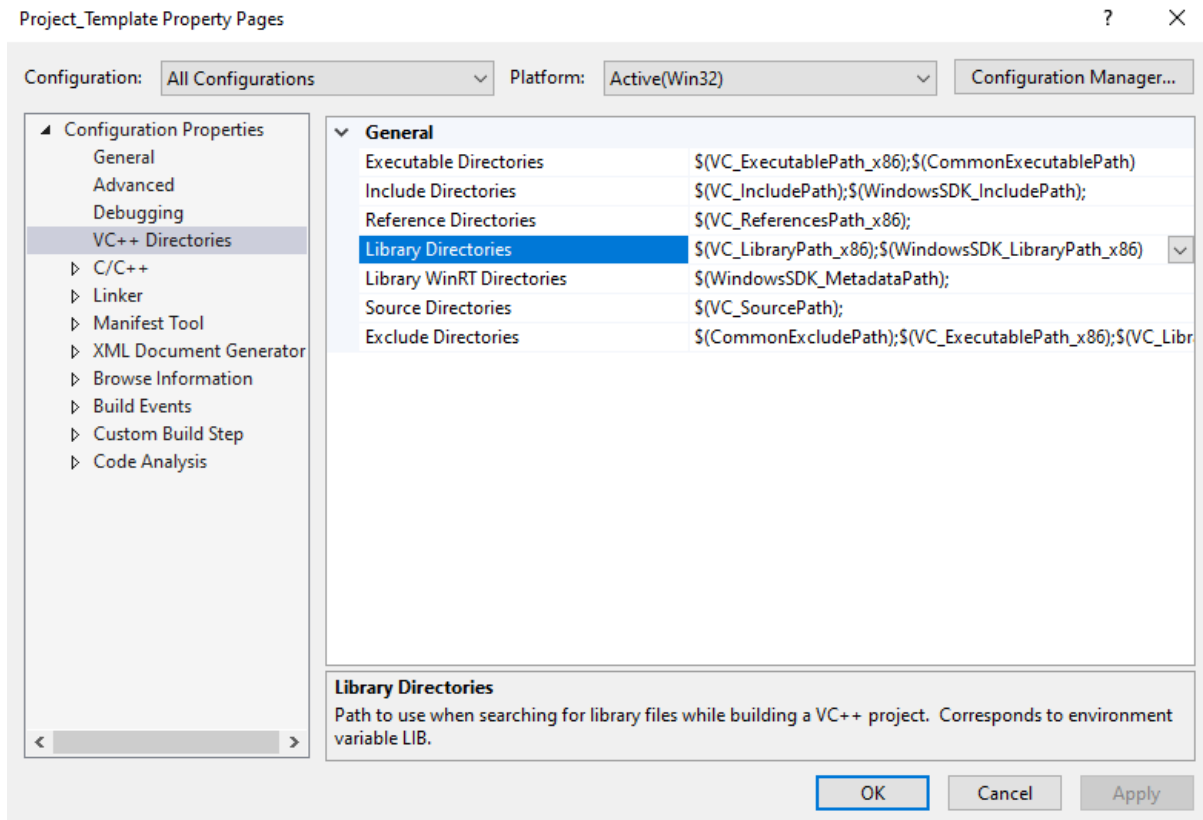 Project_Template Property Pages
Configuration: All Configurations Platform: Active(Win32) Configuration Manager...
Configuration Properties
General
Advanced
Debugging
VC++ Directories
C/C++
Linker
Manifest Tool
XML Document Generator
Browse Information
Build Events
Custom Build Step
Code Analysis
General
Executable Directories $(VC_ExecutablePath_x86);$(CommonExecutablePath)
Include Directories $(VC_IncludePath);$(WindowsSDK_IncludePath);
Reference Directories $(VC_ReferencesPath_x86);
Library Directories $(VC_LibraryPath_x86);$(WindowsSDK_LibraryPath_x86)
Library WinRT Directories $(WindowsSDK_MetadataPath);
Source Directories $(VC_SourcePath);
Exclude Directories $(CommonExcludePath);$(VC_ExecutablePath_x86);$(VC_Libr
Library Directories
Path to use when searching for library files while building a VC++ project.  Corresponds to environment
variable LIB.
OK Cancel Apply